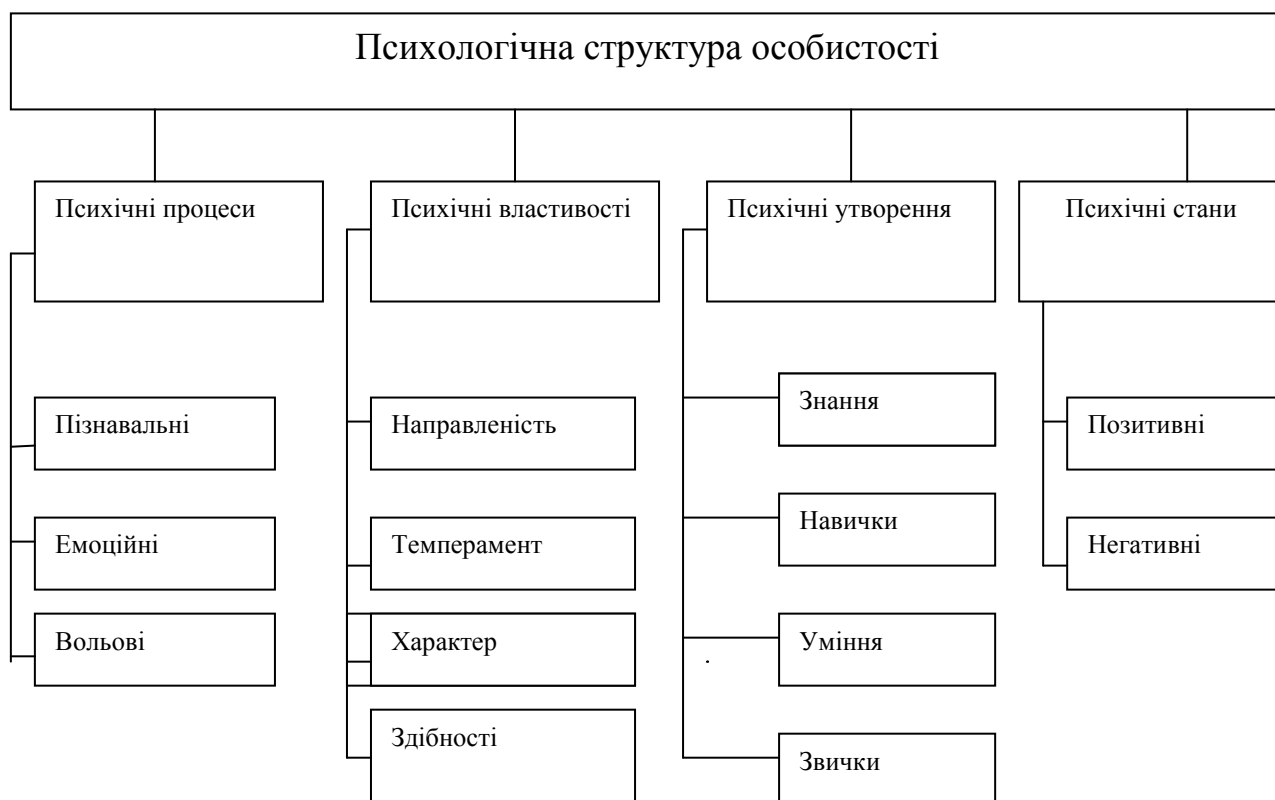 Психологічна структура особистості
Психічні процеси
Психічні властивості
Психічні утворення
Психічні стани
Пізнавальні
Емоційні
Вольові
Направленість
Темперамент
Характер
Здібності
Знання
Навички
Уміння
Звички
Позитивні
Негативні